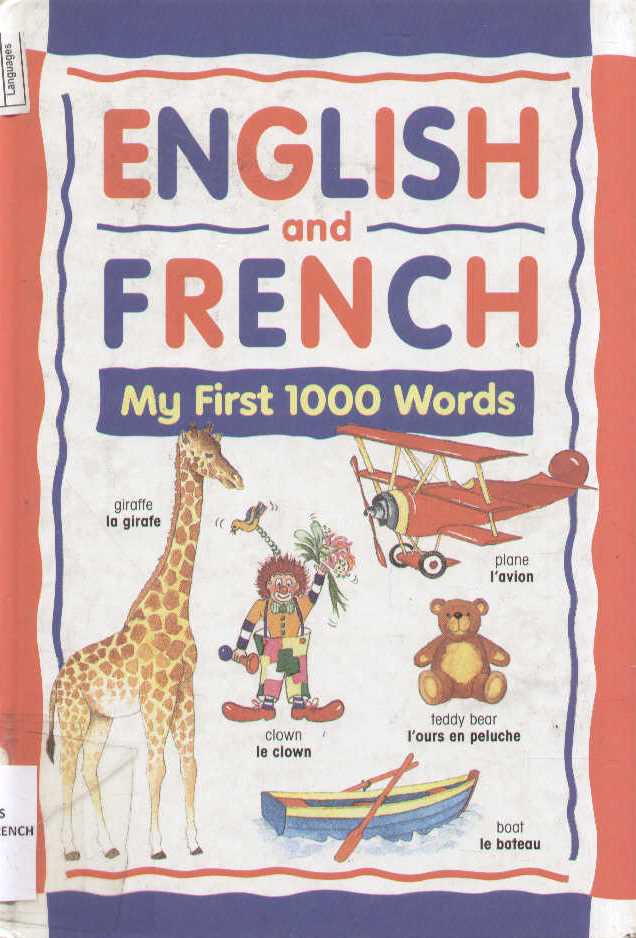 Languages
ENGLISH
and
FRENCH
My First 1000 Words
giraffe
la girafe
plane
l'avion
clown
le clown
teddy bear
l'ours en peluche
boat
le bateau
S
ENCH